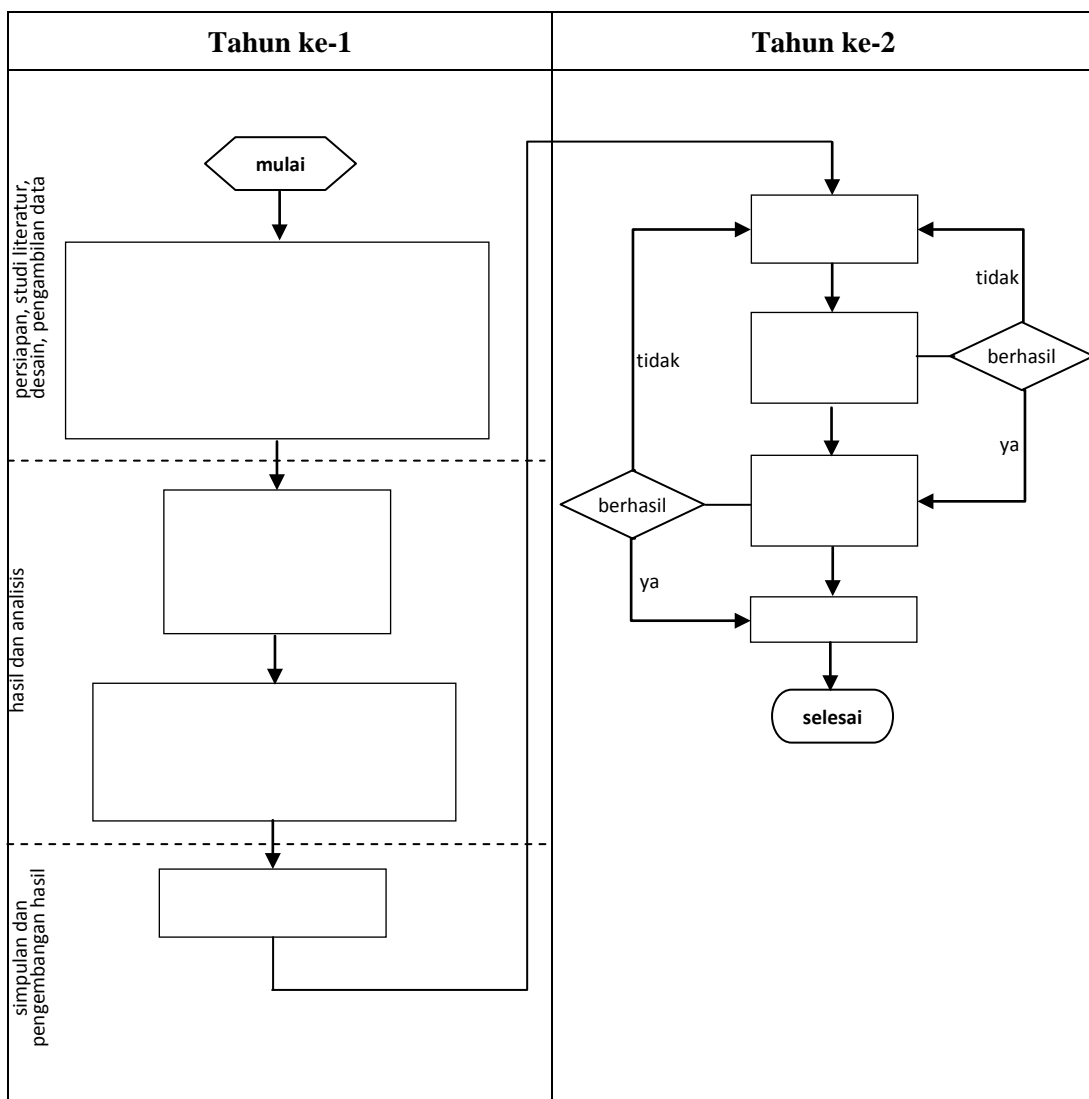 Tahun ke-1
Tahun ke-2
persiapan, studi literatur,
desain, pengambilan data
mulai
hasil dan analisis
simpulan dan
pengembangan hasil
tidak
berhasil
ya
tidak
berhasil
ya
selesai